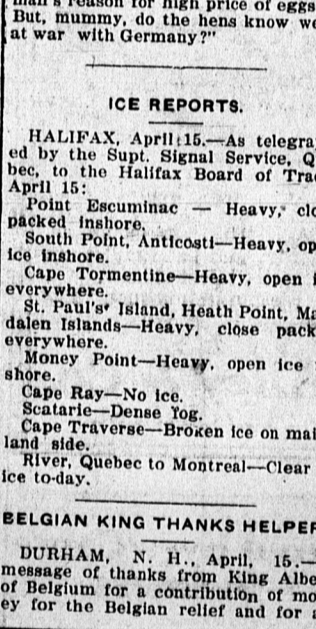 man's reason for high price of eggs
But, mummy, do the hens know we
at war with Germany?"
ICE REPORTS.
HALIFAX, April 15.—As telegra
ed by the Supt. Signal Service, Q
bec, to the Halifax Board of Tra
April 15:
Point Escuminac — Heavy, clo
packed inshore.
South Point, Anticosti—Heavy, op
ice inshore.
Cape Tormentine—Heavy, open i
everywhere.
St. Paul's Island, Heath Point, Ma
dalen Islands—Heavy, close pack
everywhere.
Money Point—Heavy, open ice
shore.
Cape Ray—No ice.
Scatarie—Dense fog.
Cape Traverse—Broken ice on mai
land side.
River, Quebec to Montreal—Clear
ice to-day.
BELGIAN KING THANKS HELPER
DURHAM, N. H., April, 15.—
message of thanks from King Albe
of Belgium for a contribution of mo
ey for the Belgian relief and for a